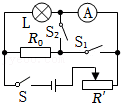 L A
S₂
R₀ S₁
S R′